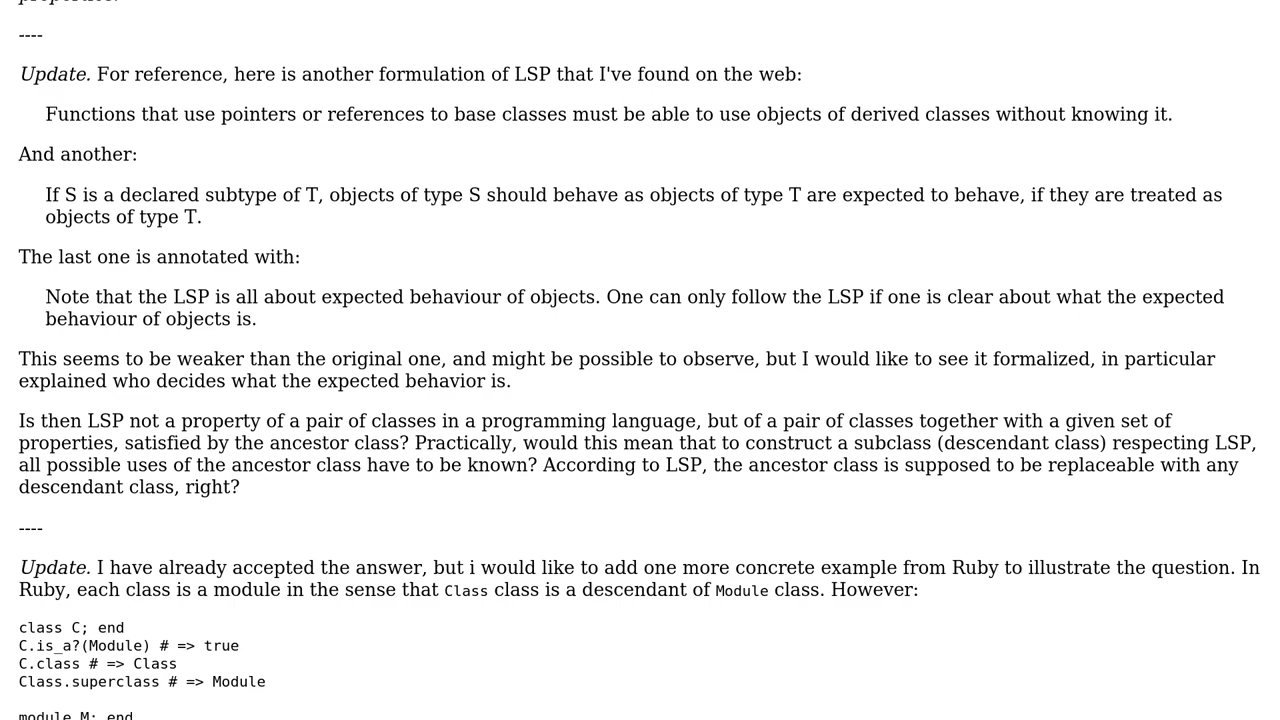 properties.
----
Update. For reference, here is another formulation of LSP that I've found on the web:
Functions that use pointers or references to base classes must be able to use objects of derived classes without knowing it.
And another:
If S is a declared subtype of T, objects of type S should behave as objects of type T are expected to behave, if they are treated as
objects of type T.
The last one is annotated with:
Note that the LSP is all about expected behaviour of objects. One can only follow the LSP if one is clear about what the expected
behaviour of objects is.
This seems to be weaker than the original one, and might be possible to observe, but I would like to see it formalized, in particular
explained who decides what the expected behavior is.
Is then LSP not a property of a pair of classes in a programming language, but of a pair of classes together with a given set of
properties, satisfied by the ancestor class? Practically, would this mean that to construct a subclass (descendant class) respecting LSP,
all possible uses of the ancestor class have to be known? According to LSP, the ancestor class is supposed to be replaceable with any
descendant class, right?
----
Update. I have already accepted the answer, but i would like to add one more concrete example from Ruby to illustrate the question. In
Ruby, each class is a module in the sense that Class class is a descendant of Module class. However:
class C; end
C.is_a?(Module) # => true
C.class # => Class
Class.superclass # => Module
module M; end